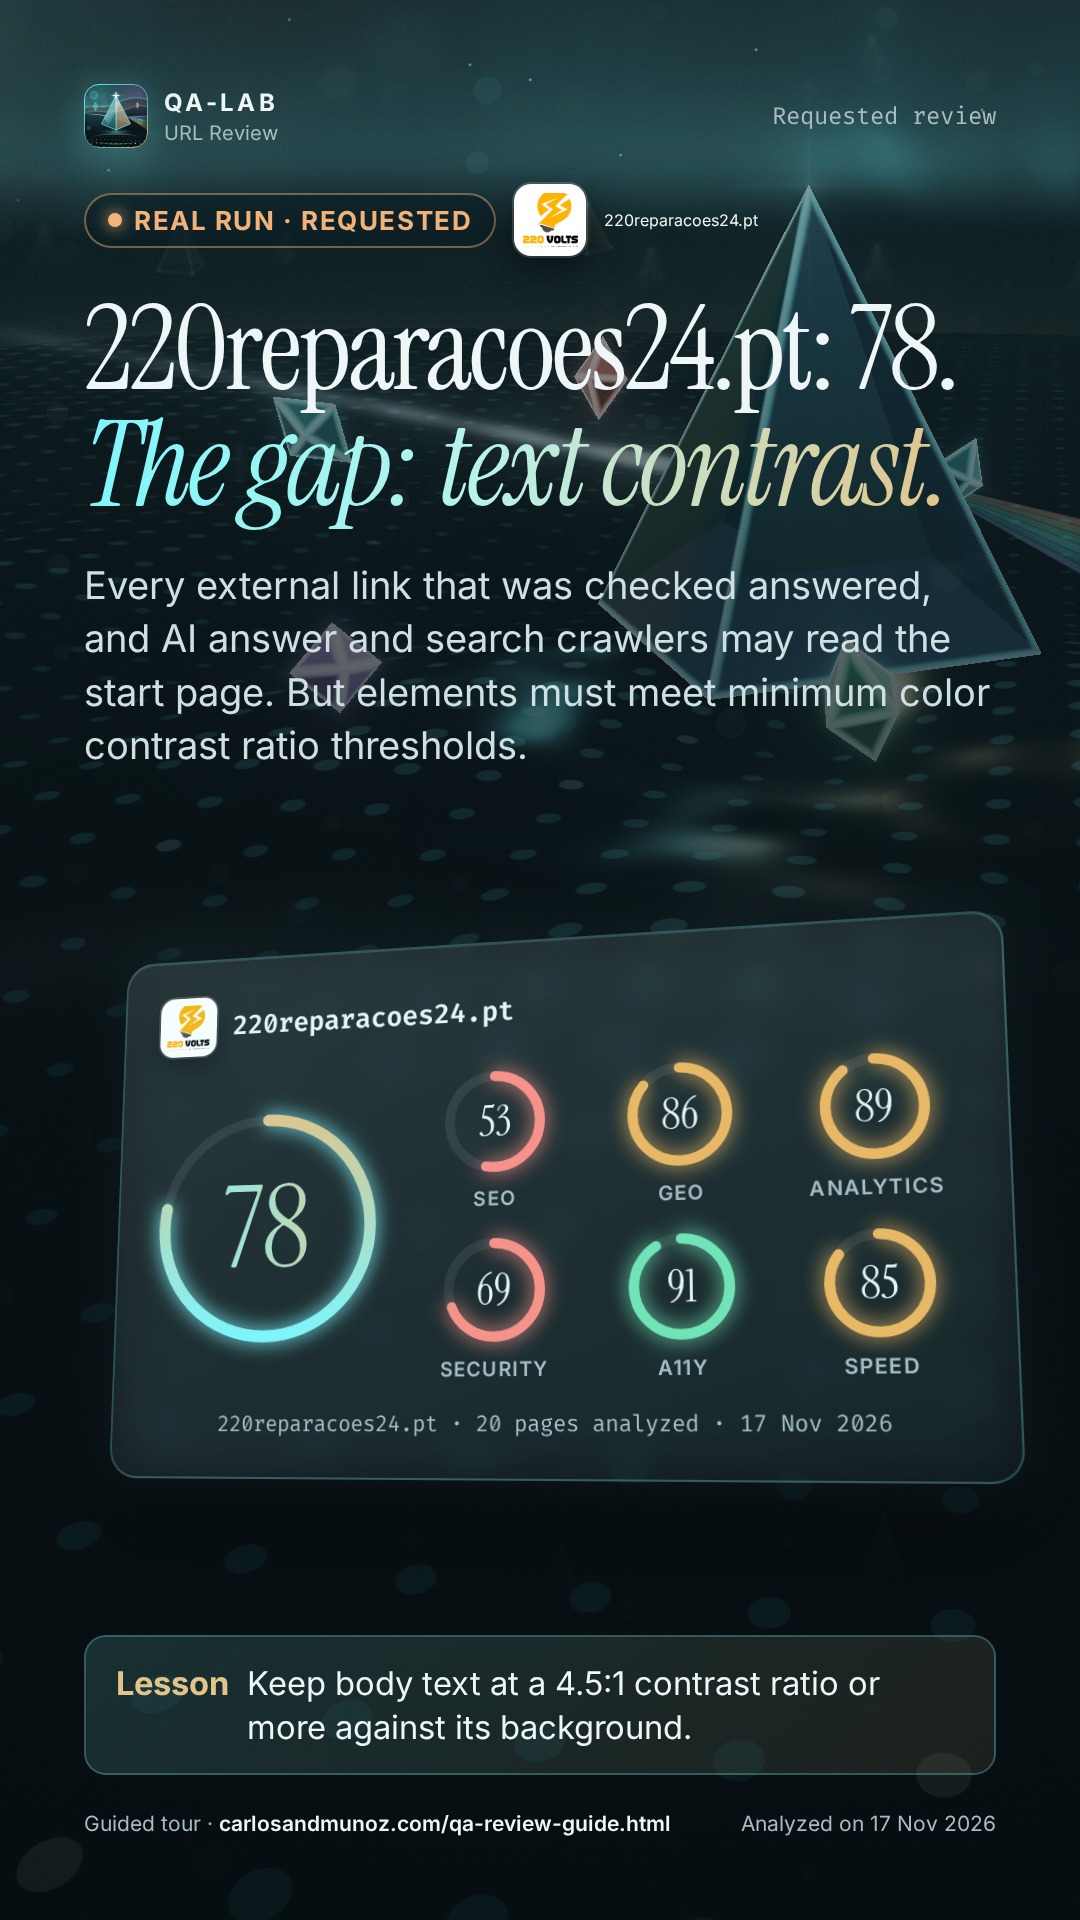 QA-LAB
URL Review
Requested review
REAL RUN · REQUESTED
220 VOLTS
220reparacoes24.pt
220reparacoes24.pt: 78.
The gap: text contrast.
Every external link that was checked answered,
and AI answer and search crawlers may read the
start page. But elements must meet minimum color
contrast ratio thresholds.
220 VOLTS
220reparacoes24.pt
78
53
SEO
86
GEO
89
ANALYTICS
69
SECURITY
91
A11Y
85
SPEED
220reparacoes24.pt · 20 pages analyzed · 17 Nov 2026
Lesson Keep body text at a 4.5:1 contrast ratio or
more against its background.
Guided tour · carlosandmunoz.com/qa-review-guide.html
Analyzed on 17 Nov 2026